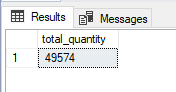 Results Messages
total_quantity
1 49574